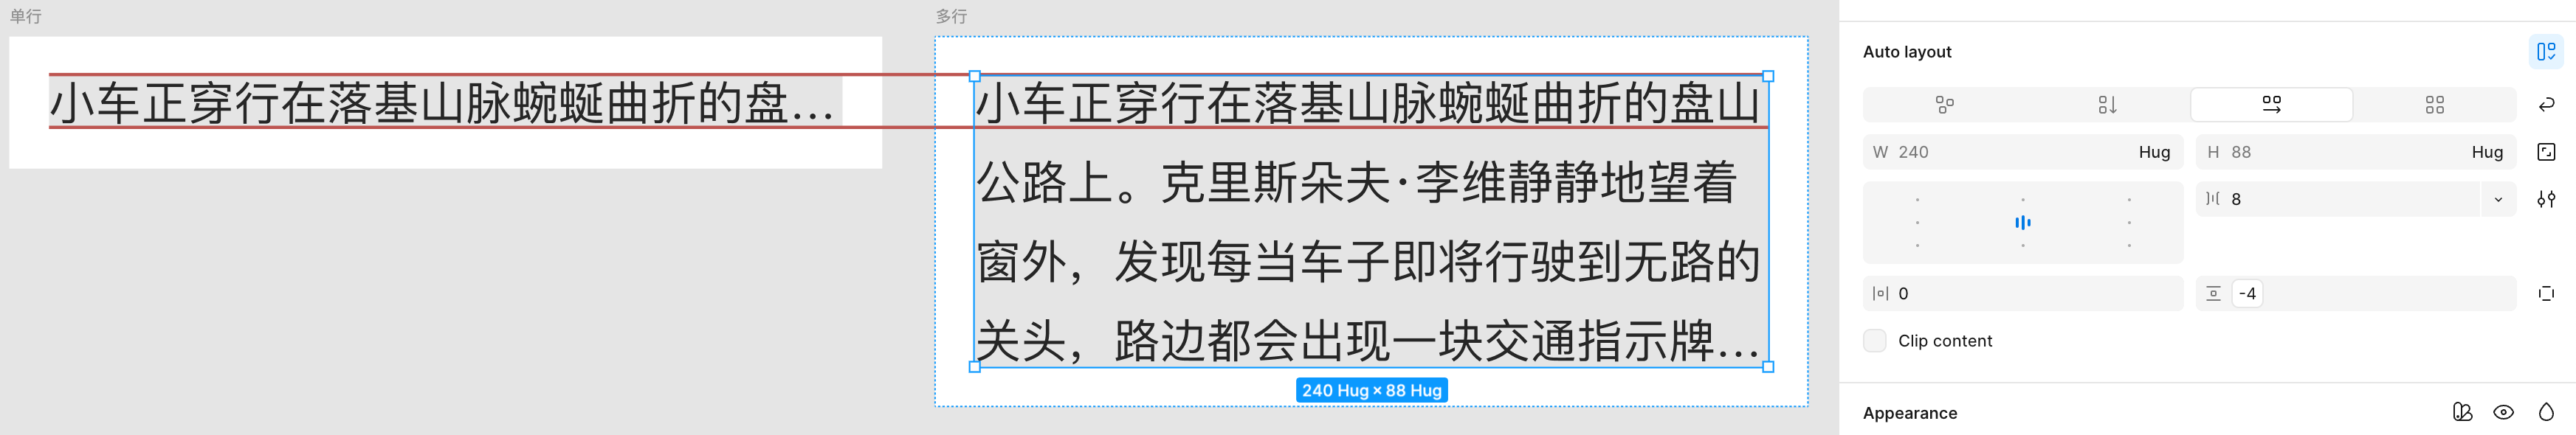 单行
小车正穿行在落基山脉蜿蜒曲折的盘...
多行
小车正穿行在落基山脉蜿蜒曲折的盘山
公路上。克里斯朵夫·李维静静地望着
窗外，发现每当车子即将行驶到无路的
关头，路边都会出现一块交通指示牌...
240 Hug × 88 Hug
Auto layout
W 240 Hug
H 88 Hug
8
0
-4
Clip content
Appearance